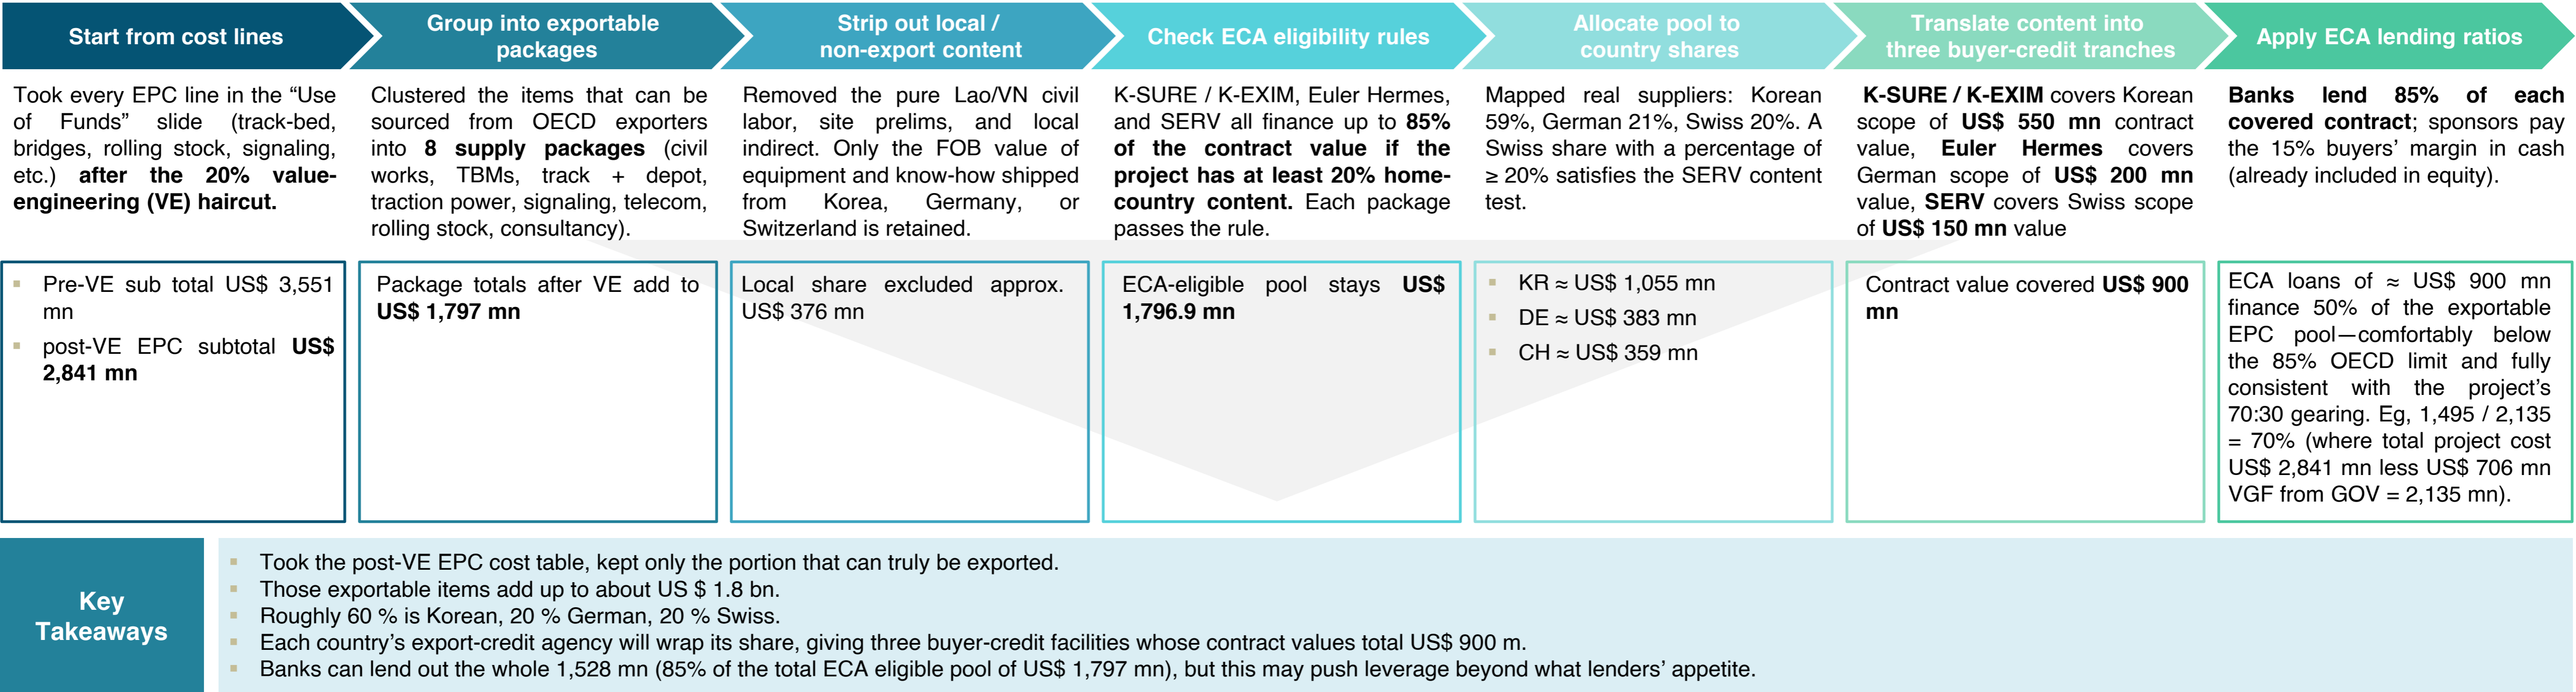 Start from cost lines
Group into exportable
packages
Strip out local /
non-export content
Check ECA eligibility rules
Allocate pool to
country shares
Translate content into
three buyer-credit tranches
Apply ECA lending ratios
Took every EPC line in the “Use
of Funds” slide (track-bed,
bridges, rolling stock, signaling,
etc.) after the 20% value-
engineering (VE) haircut.
Clustered the items that can be
sourced from OECD exporters
into 8 supply packages (civil
works, TBMs, track + depot,
traction power, signaling, telecom,
rolling stock, consultancy).
Removed the pure Lao/VN civil
labor, site prelims, and local
indirect. Only the FOB value of
equipment and know-how shipped
from Korea, Germany, or
Switzerland is retained.
K-SURE / K-EXIM, Euler Hermes,
and SERV all finance up to 85%
of the contract value if the
project has at least 20% home-
country content. Each package
passes the rule.
Mapped real suppliers: Korean
59%, German 21%, Swiss 20%. A
Swiss share with a percentage of
≥ 20% satisfies the SERV content
test.
K-SURE / K-EXIM covers Korean
scope of US$ 550 mn contract
value, Euler Hermes covers
German scope of US$ 200 mn
value, SERV covers Swiss scope
of US$ 150 mn value
Banks lend 85% of each
covered contract; sponsors pay
the 15% buyers’ margin in cash
(already included in equity).
▪ Pre-VE sub total US$ 3,551
mn
▪ post-VE EPC subtotal US$
2,841 mn
Package totals after VE add to
US$ 1,797 mn
Local share excluded approx.
US$ 376 mn
ECA-eligible pool stays US$
1,796.9 mn
▪ KR ≈ US$ 1,055 mn
▪ DE ≈ US$ 383 mn
▪ CH ≈ US$ 359 mn
Contract value covered US$ 900
mn
ECA loans of ≈ US$ 900 mn
finance 50% of the exportable
EPC pool—comfortably below
the 85% OECD limit and fully
consistent with the project’s
70:30 gearing. Eg, 1,495 / 2,135
= 70% (where total project cost
US$ 2,841 mn less US$ 706 mn
VGF from GOV = 2,135 mn).
Key
Takeaways
▪ Took the post-VE EPC cost table, kept only the portion that can truly be exported.
▪ Those exportable items add up to about US $ 1.8 bn.
▪ Roughly 60 % is Korean, 20 % German, 20 % Swiss.
▪ Each country’s export-credit agency will wrap its share, giving three buyer-credit facilities whose contract values total US$ 900 m.
▪ Banks can lend out the whole 1,528 mn (85% of the total ECA eligible pool of US$ 1,797 mn), but this may push leverage beyond what lenders’ appetite.